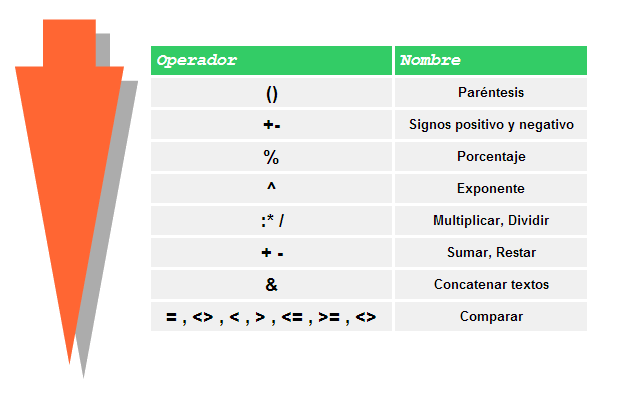 Operador Nombre
() Paréntesis
+- Signos positivo y negativo
% Porcentaje
^ Exponente
:* / Multiplicar, Dividir
+ - Sumar, Restar
& Concatenar textos
= , <> , < , > , <= , >= , <> Comparar